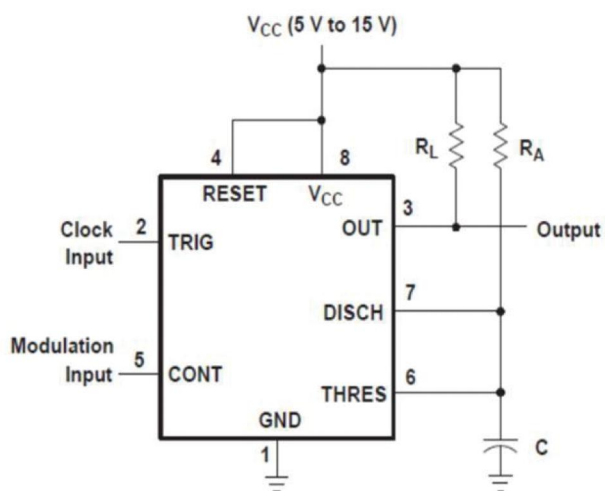 VCC (5 V to 15 V)
4
8
RL
RA
RESET
VCC
3
Clock
Input
2
TRIG
OUT
Output
7
DISCH
Modulation
Input
5
CONT
6
THRES
GND
1
C